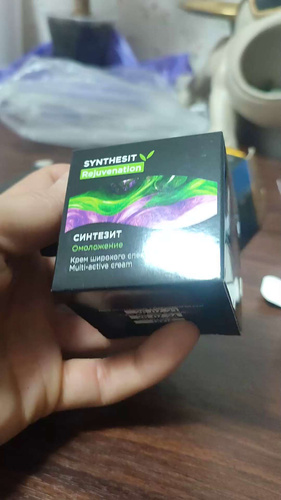 SYNTHESIT
Rejuvenation
СИНТЕЗИТ
Омоложение
Крем широкого
Multi-active cream